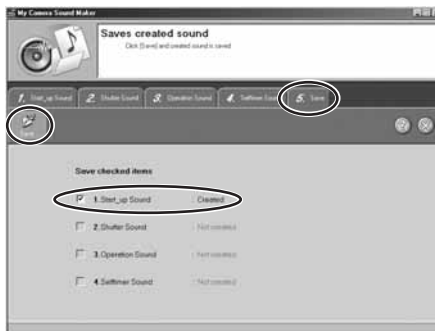 My Camera Sound Maker
Saves created sound
Click [Save] and created sound is saved
1. Start_up Sound 2. Shutter Sound 3. Operation Sound 4. Selftimer Sound 5. Save
Save
Save checked items
1.Start_up Sound : Created
2.Shutter Sound : Not created
3.Operation Sound : Not created
4.Selftimer Sound : Not created